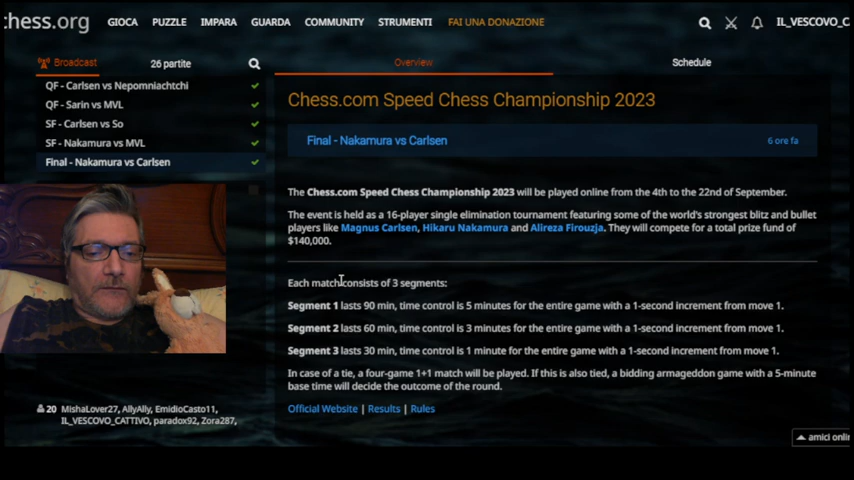 chess.org GIOCA PUZZLE IMPARA GUARDA COMMUNITY STRUMENTI FAI UNA DONAZIONE IL_VESCOVO_C
Broadcast 26 partite Overview Schedule
QF - Carlsen vs Nepomniachtchi
QF - Sarin vs MVL
SF - Carlsen vs So
SF - Nakamura vs MVL
Final - Nakamura vs Carlsen
Chess.com Speed Chess Championship 2023
Final - Nakamura vs Carlsen 6 ore fa
The Chess.com Speed Chess Championship 2023 will be played online from the 4th to the 22nd of September.
The event is held as a 16-player single elimination tournament featuring some of the world's strongest blitz and bullet
players like Magnus Carlsen, Hikaru Nakamura and Alireza Firouzja. They will compete for a total prize fund of
$140,000.
Each match consists of 3 segments:
Segment 1 lasts 90 min, time control is 5 minutes for the entire game with a 1-second increment from move 1.
Segment 2 lasts 60 min, time control is 3 minutes for the entire game with a 1-second increment from move 1.
Segment 3 lasts 30 min, time control is 1 minute for the entire game with a 1-second increment from move 1.
In case of a tie, a four-game 1+1 match will be played. If this is also tied, a bidding armageddon game with a 5-minute
base time will decide the outcome of the round.
Official Website | Results | Rules
20 MishaLover27, AllyAlly, EmidioCasto11,
IL_VESCOVO_CATTIVO, paradox92, Zora287,
amici onlin